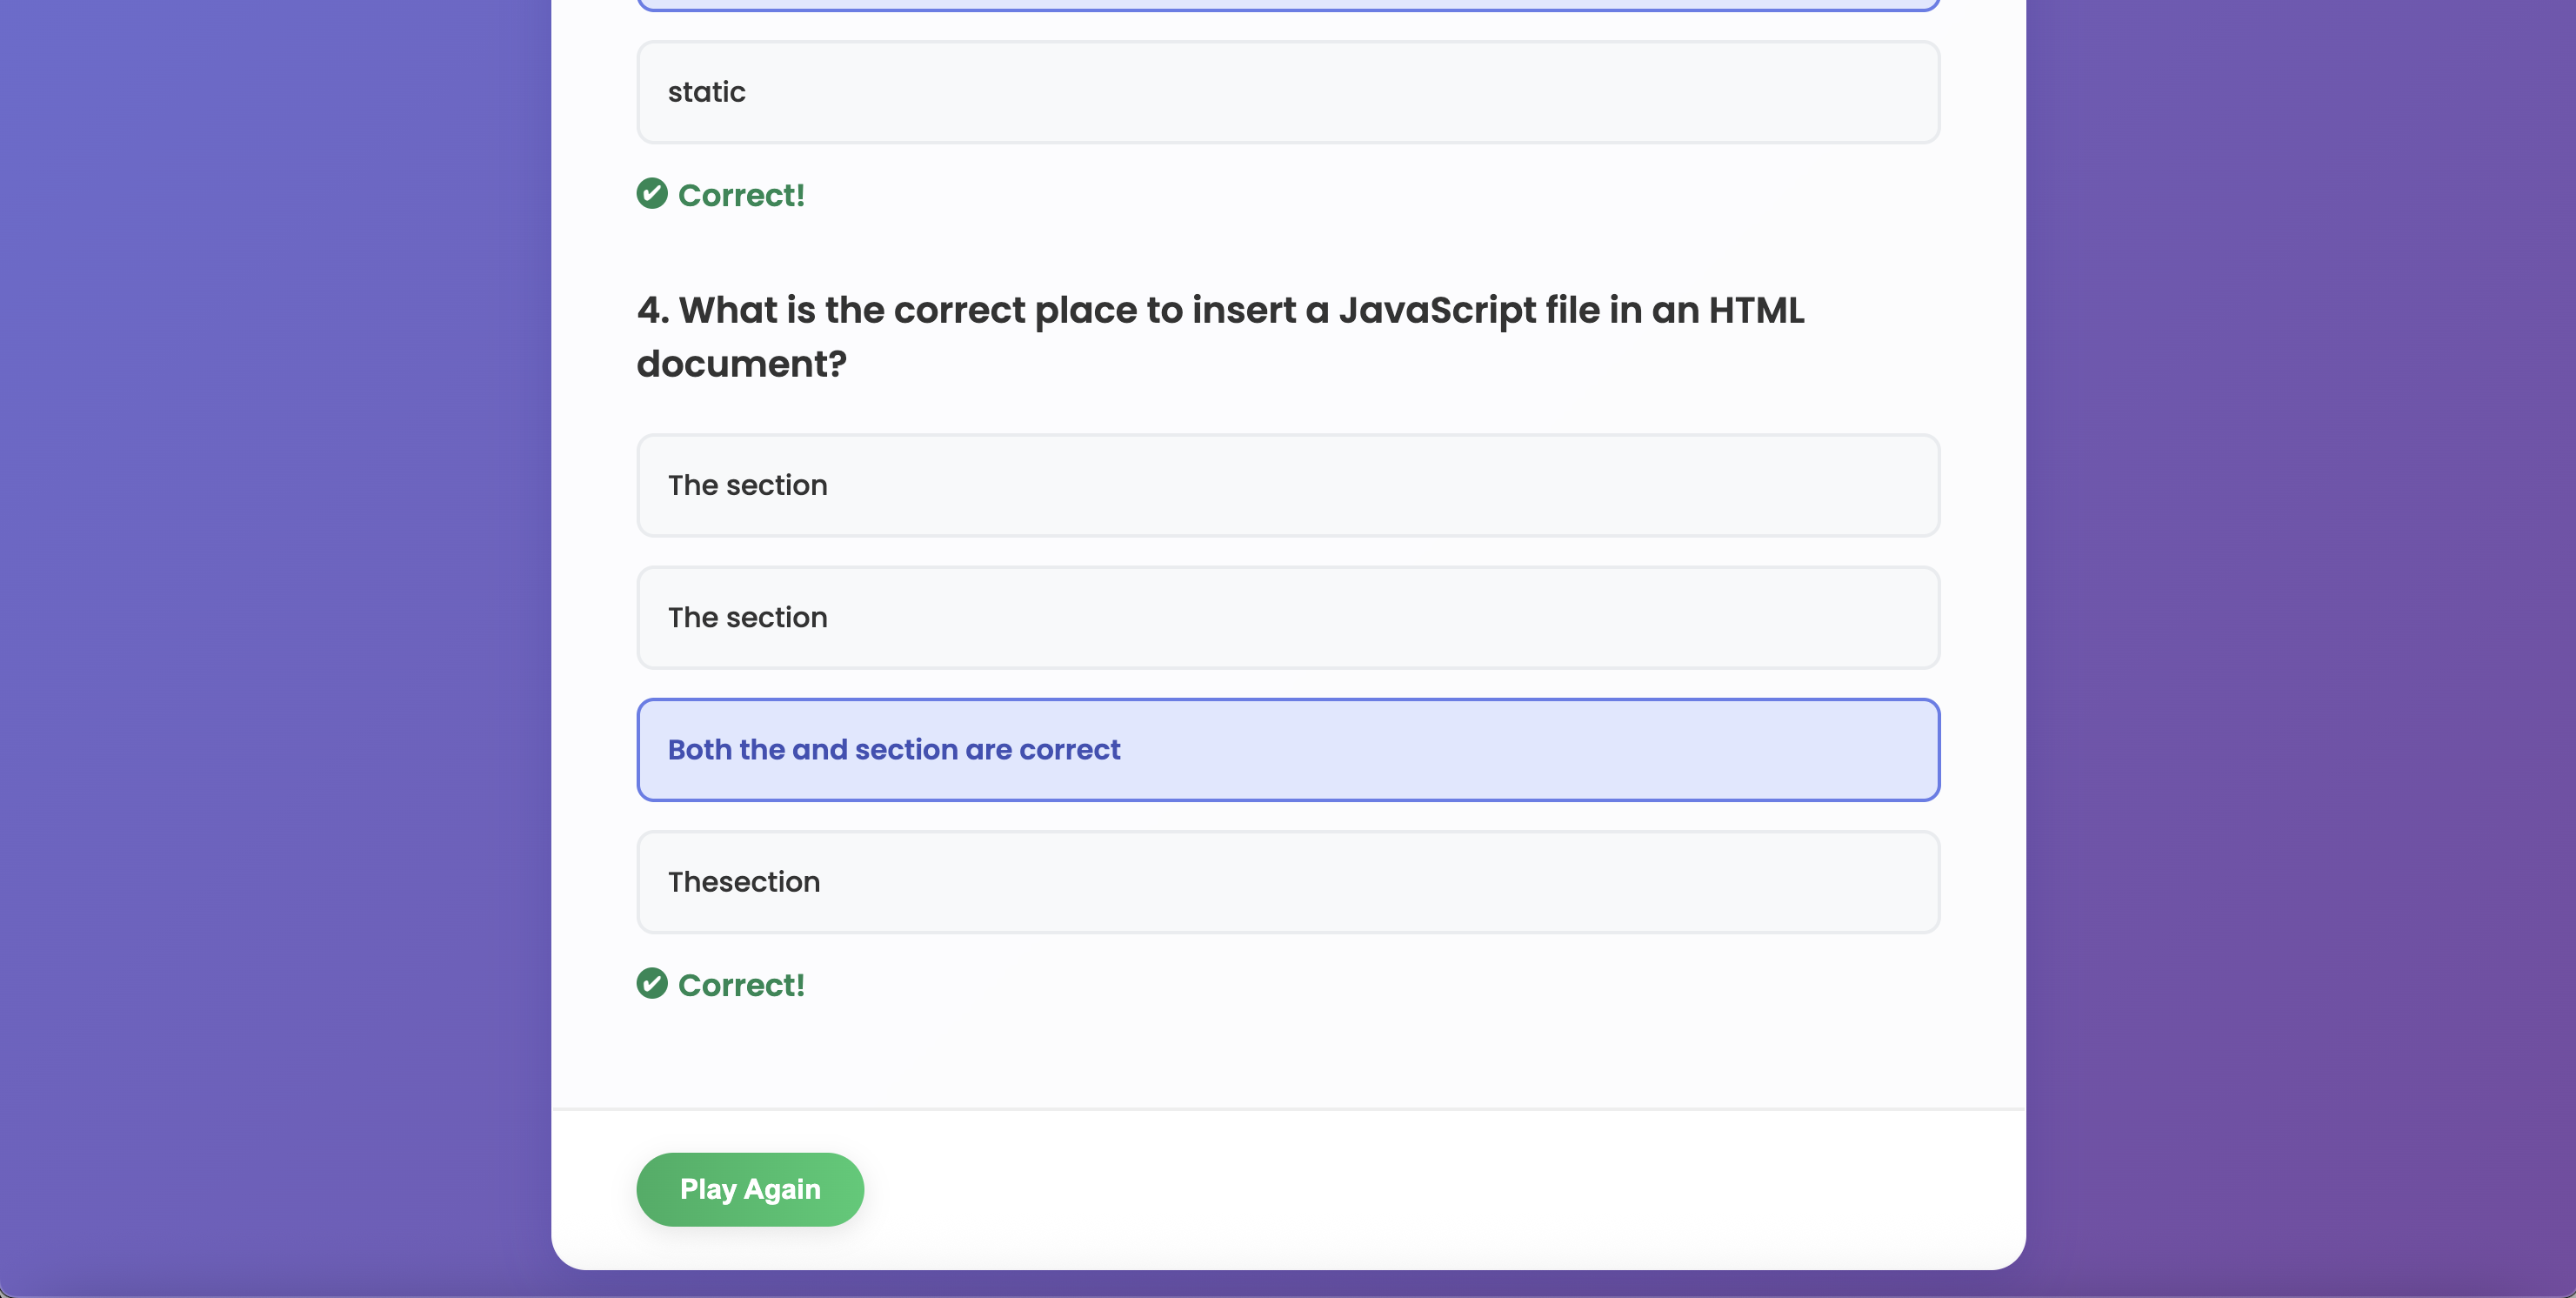 static
Correct!
4. What is the correct place to insert a JavaScript file in an HTML
document?
The section
The section
Both the and section are correct
Thesection
Correct!
Play Again